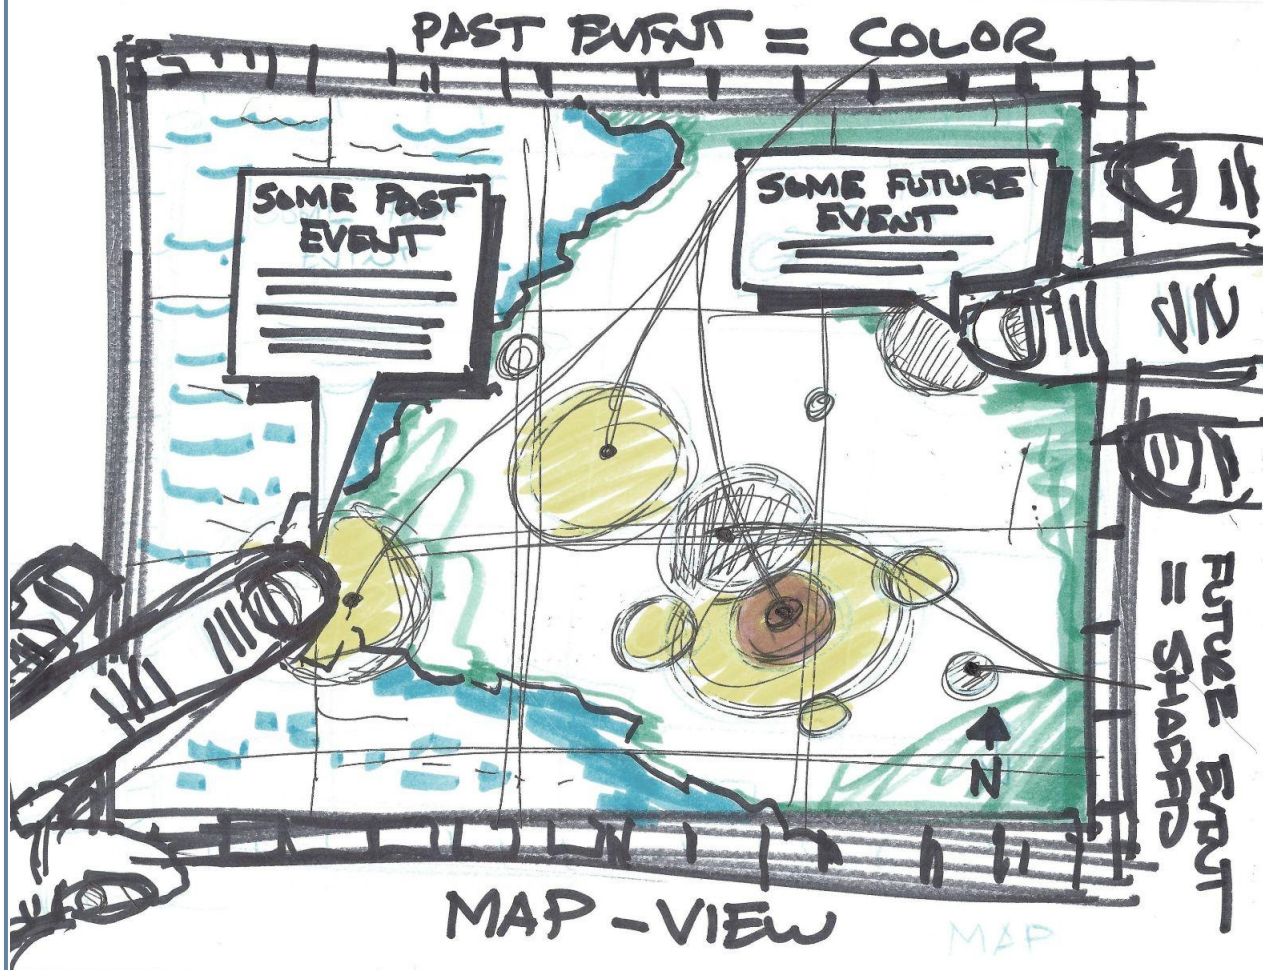 PAST EVENT = COLOR
SOME PAST
EVENT
SOME FUTURE
EVENT
FUTURE EVENT
= SHADED
N
MAP-VIEW
MAP